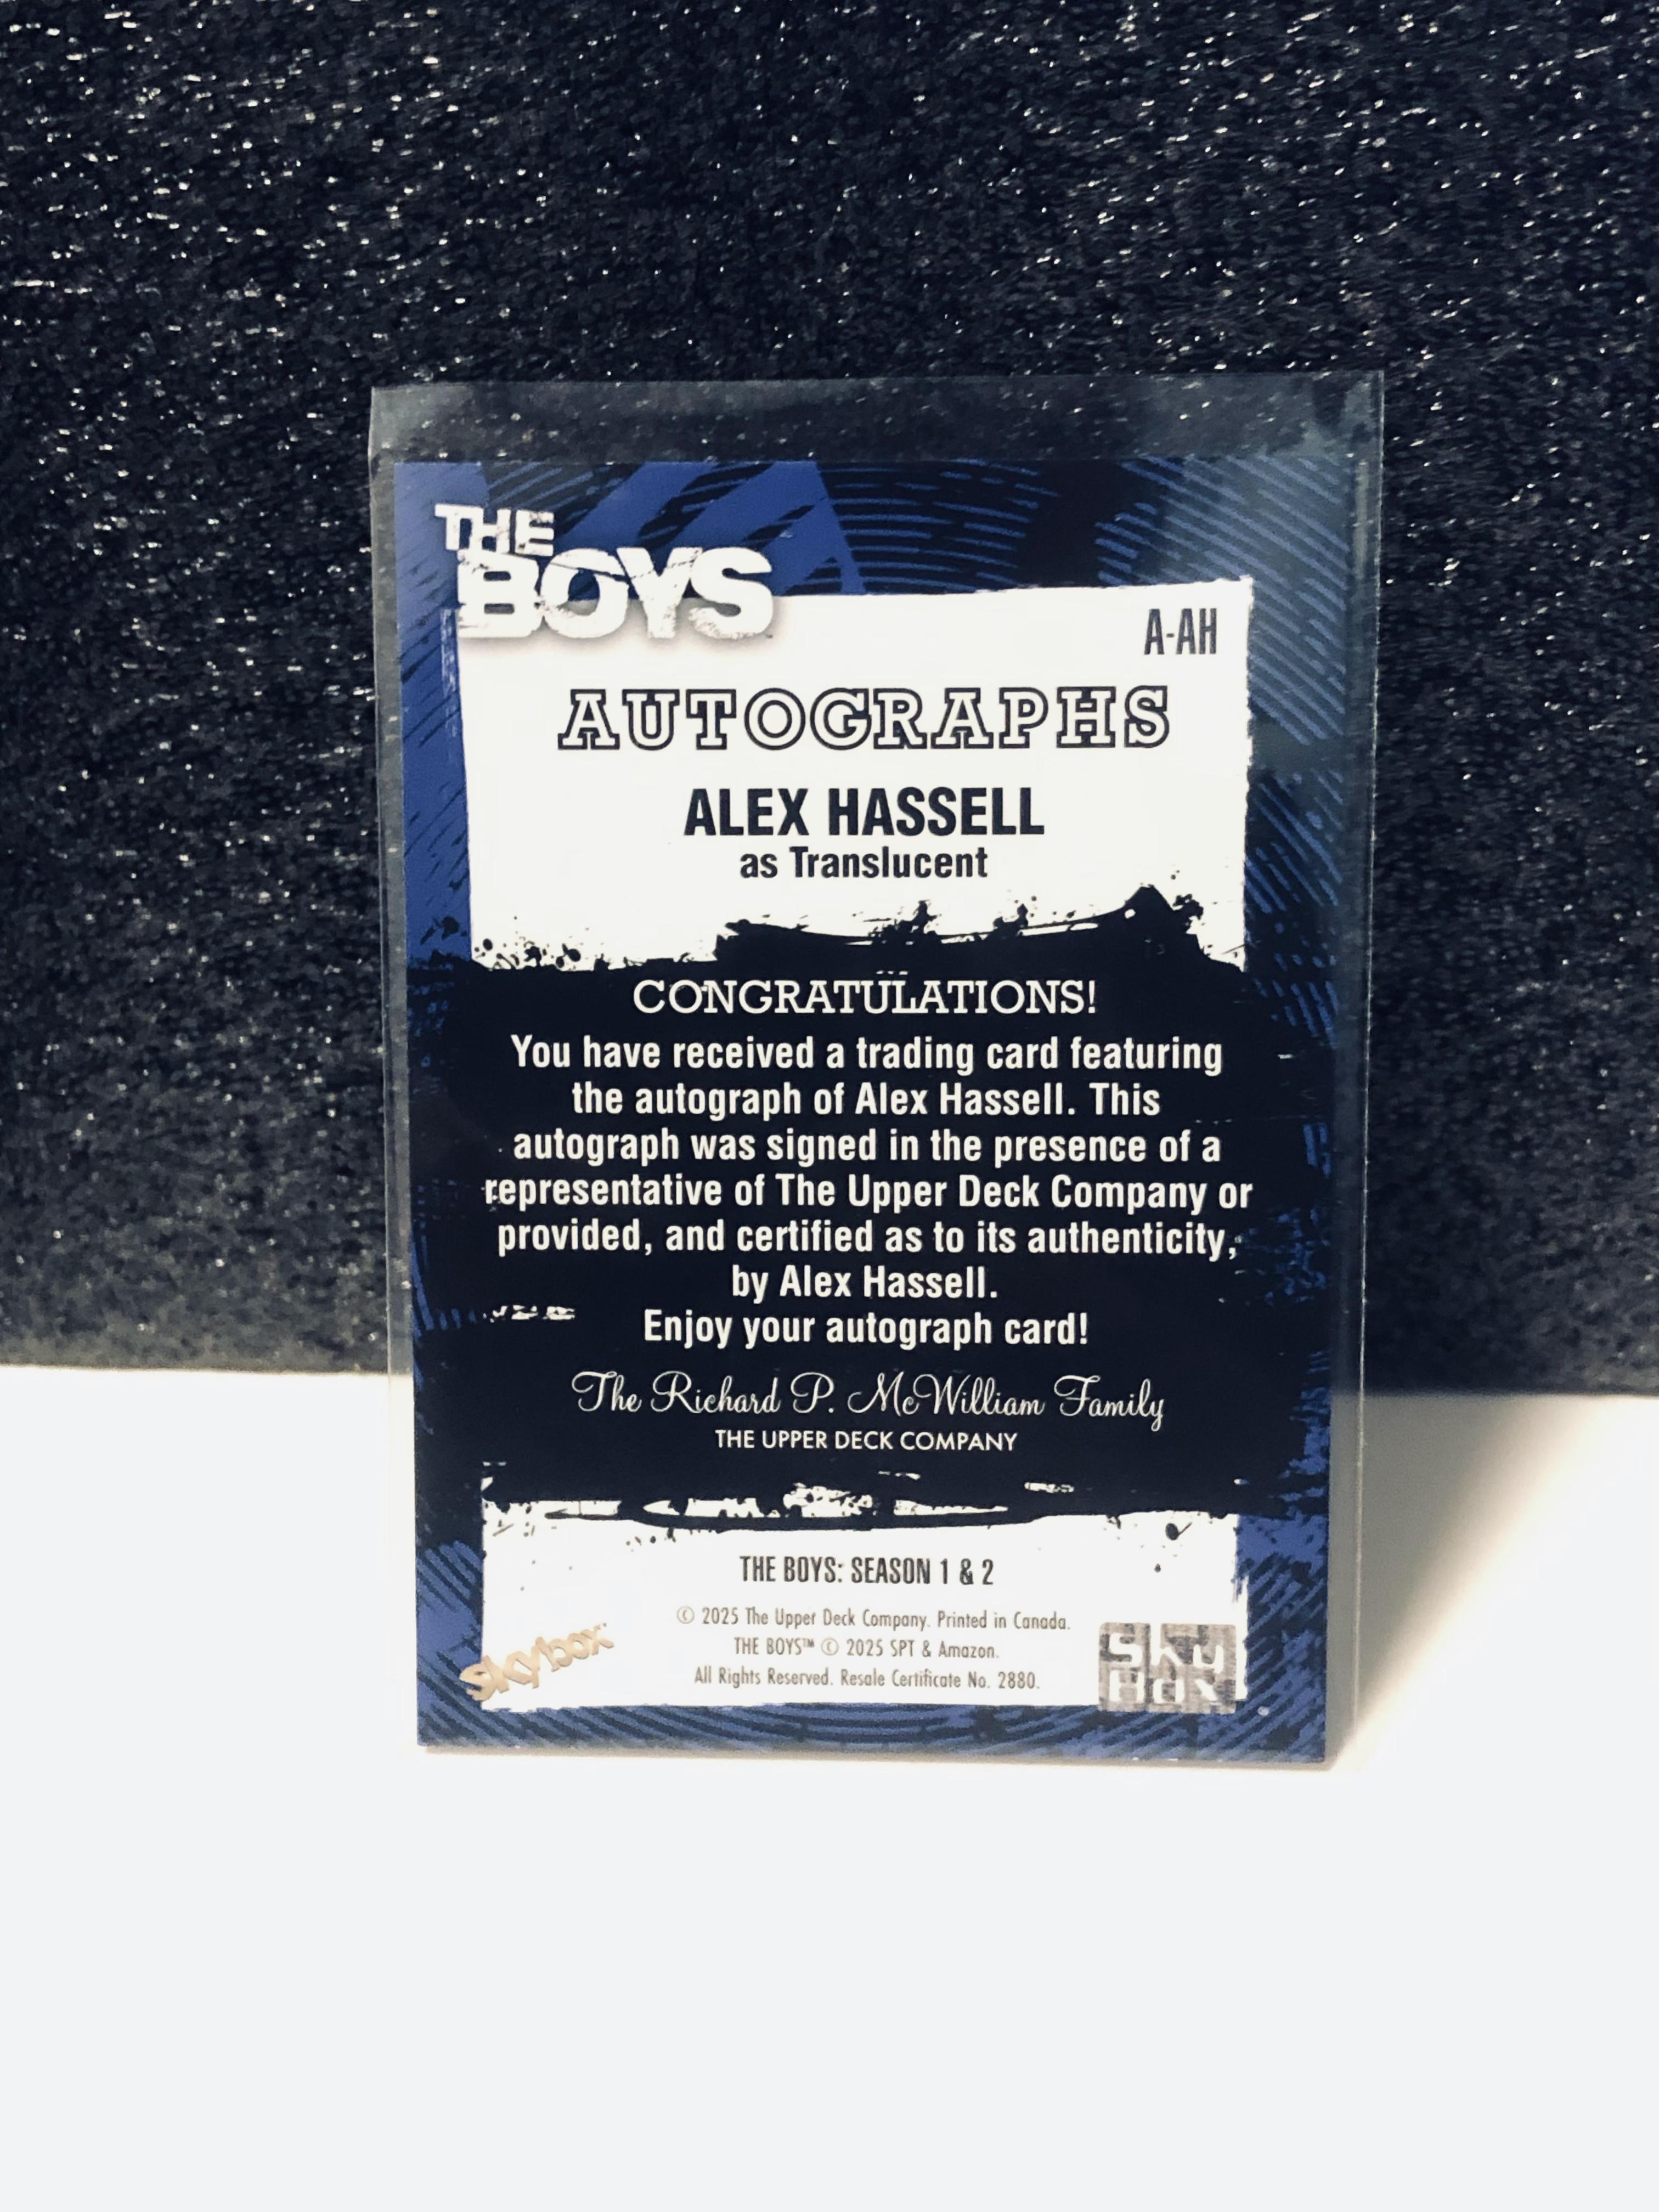 THE
BOYS
A-AH
AUTOGRAPHS
ALEX HASSELL
as Translucent
CONGRATULATIONS!
You have received a trading card featuring
the autograph of Alex Hassell. This
autograph was signed in the presence of a
representative of The Upper Deck Company or
provided, and certified as to its authenticity,
by Alex Hassell.
Enjoy your autograph card!
The Richard P. McWilliam Family
THE UPPER DECK COMPANY
THE BOYS: SEASON 1 & 2
© 2025 The Upper Deck Company. Printed in Canada.
THE BOYS™ © 2025 SPT & Amazon.
All Rights Reserved. Resale Certificate No. 2880.
skybox
Sky
Box